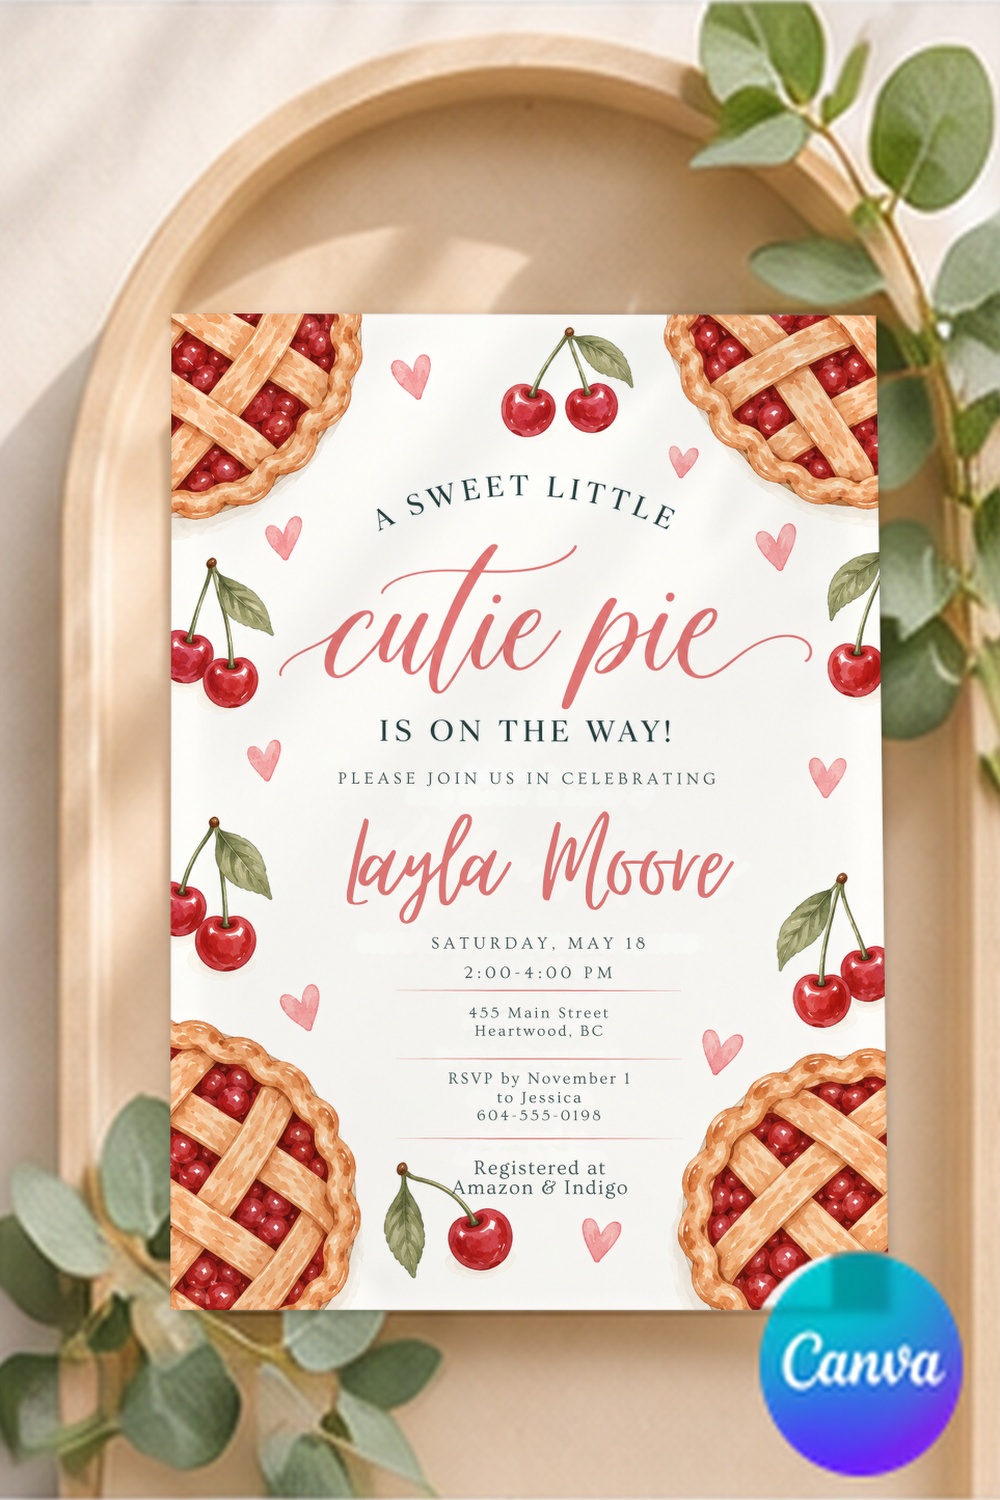 A SWEET LITTLE
cutie pie
IS ON THE WAY!
PLEASE JOIN US IN CELEBRATING
Layla Moore
SATURDAY, MAY 18
2:00-4:00 PM
455 Main Street
Heartwood, BC
RSVP by November 1
to Jessica
604-555-0198
Registered at
Amazon & Indigo
Canva